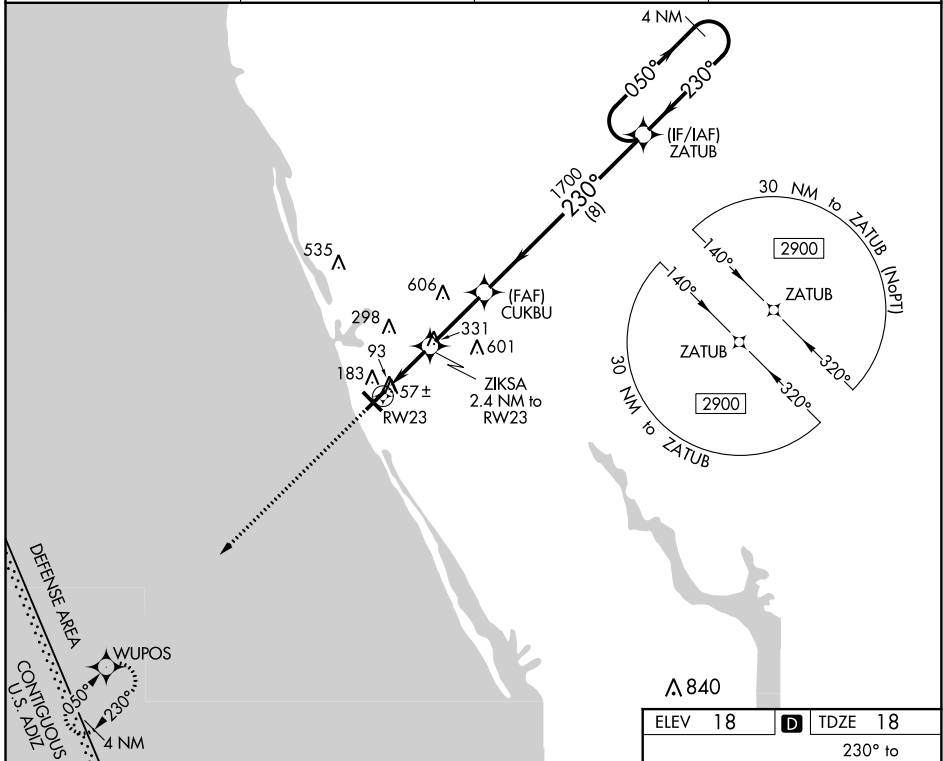 4 NM
050°
230°
(IF/IAF)
ZATUB
1700
230°
(8)
30 NM to ZATUB (NoPT)
2900
140°
ZATUB
320°
140°
ZATUB
320°
2900
30 NM to ZATUB
535
606
(FAF)
CUKBU
298
331
601
93
183
57±
ZIKSA
2.4 NM to
RW23
RW23
DEFENSE AREA
CONTIGUOUS
U.S. ADIZ
WUPOS
050°
230°
4 NM
840
ELEV 18 D TDZE 18
230° to